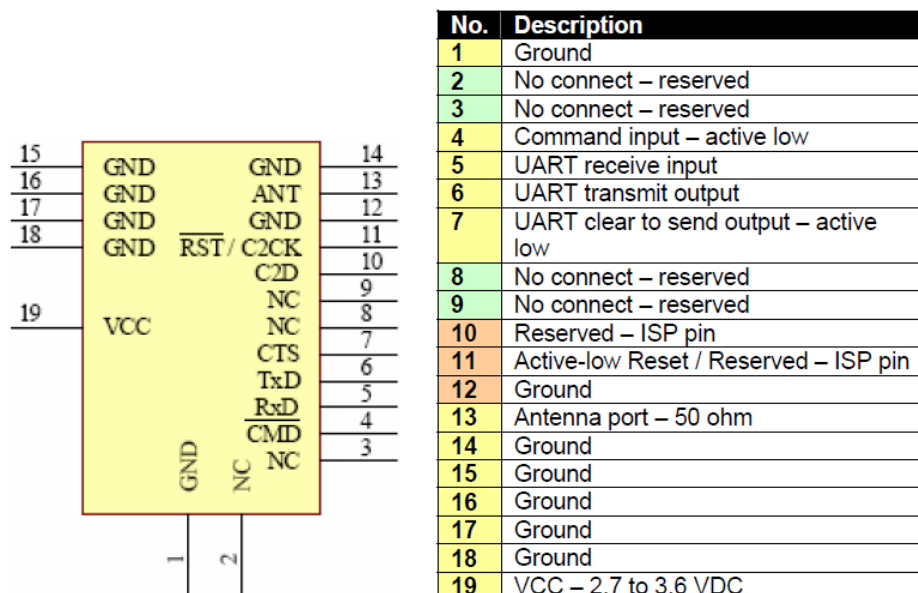 15
GND
GND
14
16
GND
ANT
13
17
GND
GND
12
18
GND
RST / C2CK
11
C2D
10
NC
9
19
VCC
NC
8
CTS
7
TxD
6
RxD
5
CMD
4
NC
3
GND
NC
1
2
No. Description
1 Ground
2 No connect – reserved
3 No connect – reserved
4 Command input – active low
5 UART receive input
6 UART transmit output
7 UART clear to send output – active
low
8 No connect – reserved
9 No connect – reserved
10 Reserved – ISP pin
11 Active-low Reset / Reserved – ISP pin
12 Ground
13 Antenna port – 50 ohm
14 Ground
15 Ground
16 Ground
17 Ground
18 Ground
19 VCC – 2.7 to 3.6 VDC